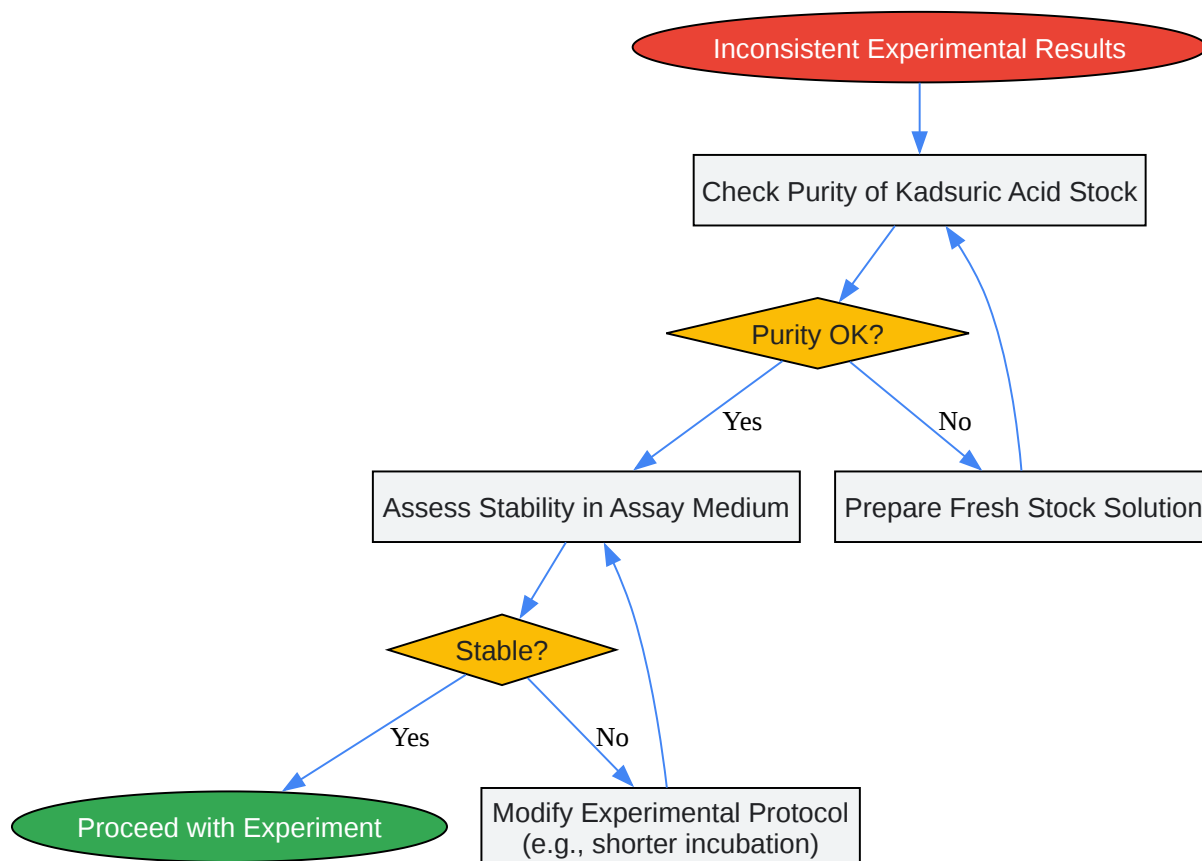 Inconsistent Experimental Results
Check Purity of Kadsuric Acid Stock
Purity OK?
Yes
No
Assess Stability in Assay Medium
Prepare Fresh Stock Solution
Stable?
Yes
No
Proceed with Experiment
Modify Experimental Protocol
(e.g., shorter incubation)